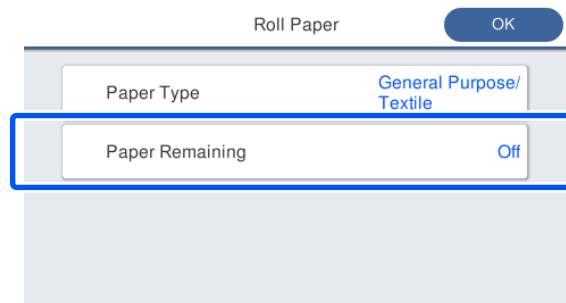 Roll Paper
OK
Paper Type
General Purpose/
Textile
Paper Remaining
Off